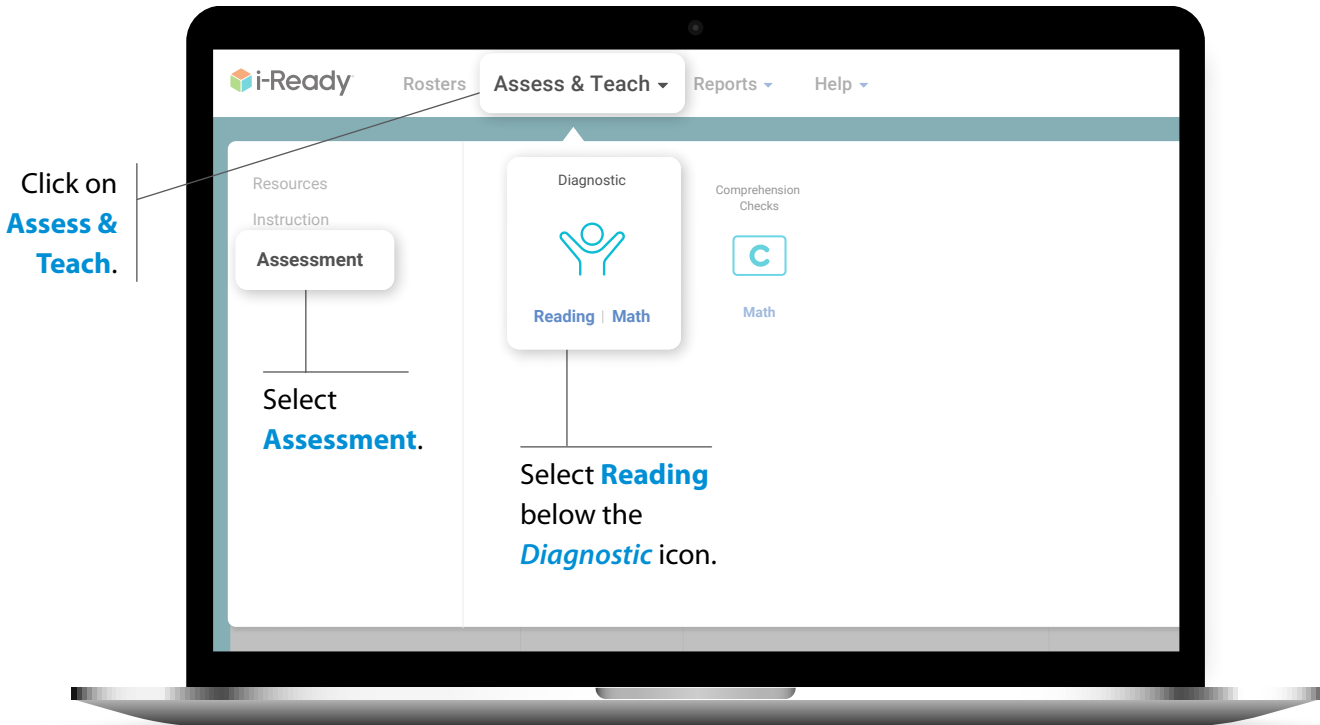 i-Ready
Rosters
Assess & Teach
Reports
Help
Click on
Assess &
Teach.
Resources
Instruction
Assessment
Select
Assessment.
Diagnostic
Reading | Math
Select Reading
below the
Diagnostic icon.
Comprehension
Checks
C
Math